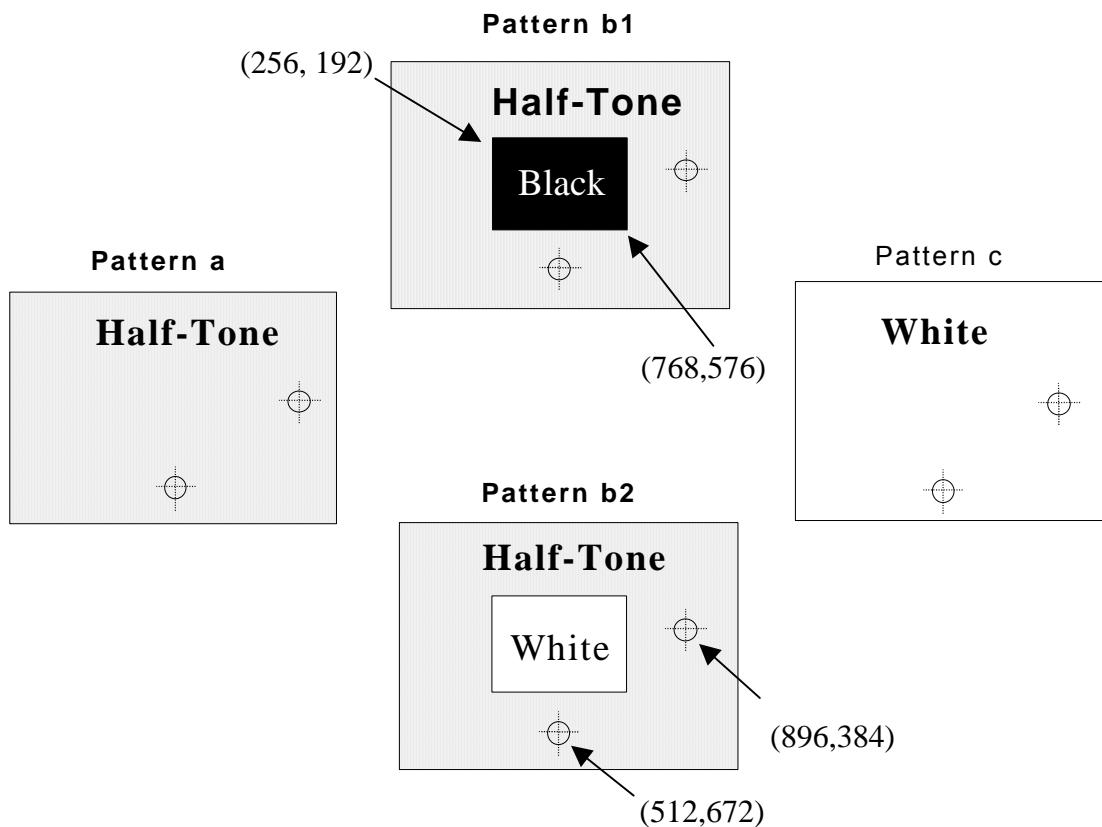 Pattern b1
(256, 192)
Half-Tone
Black
Pattern a
Half-Tone
Pattern c
White
(768,576)
Pattern b2
Half-Tone
White
(896,384)
(512,672)